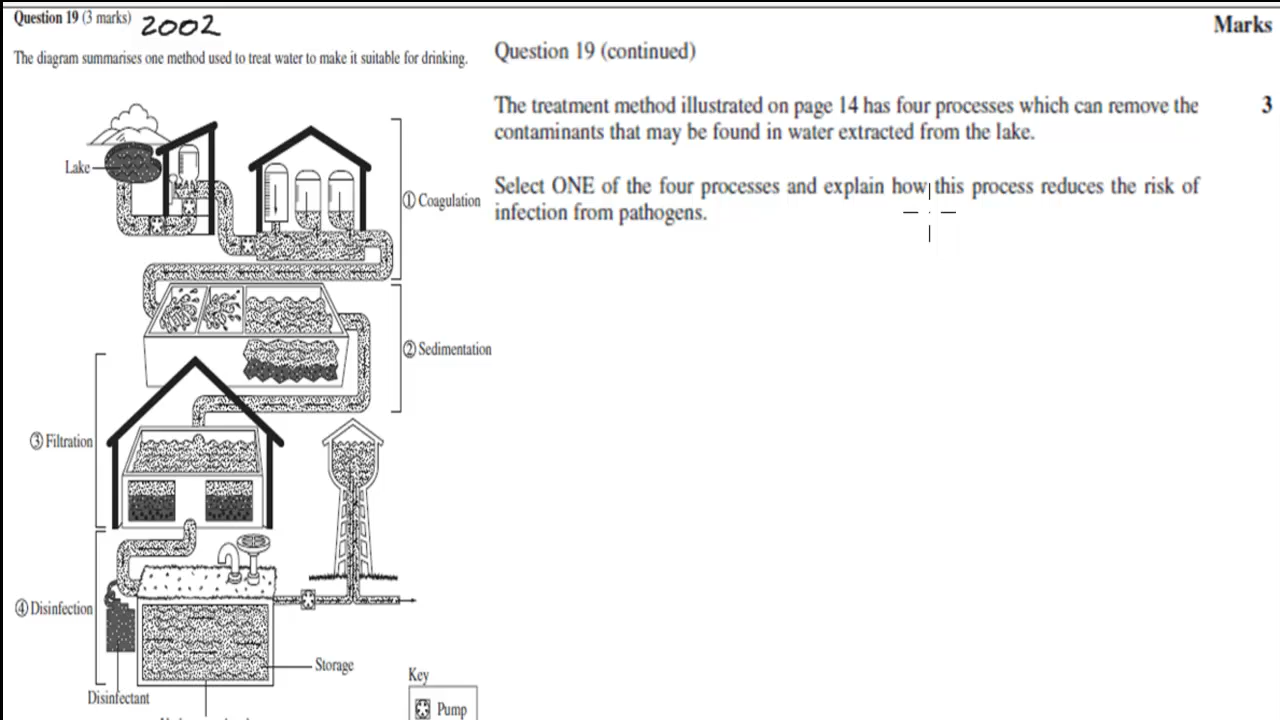 Question 19 (3 marks) 2002
The diagram summarises one method used to treat water to make it suitable for drinking.
Lake
① Coagulation
② Sedimentation
③ Filtration
④ Disinfection
Storage
Disinfectant
Key
Pump
Marks
Question 19 (continued)
The treatment method illustrated on page 14 has four processes which can remove the 3
contaminants that may be found in water extracted from the lake.
Select ONE of the four processes and explain how this process reduces the risk of
infection from pathogens.